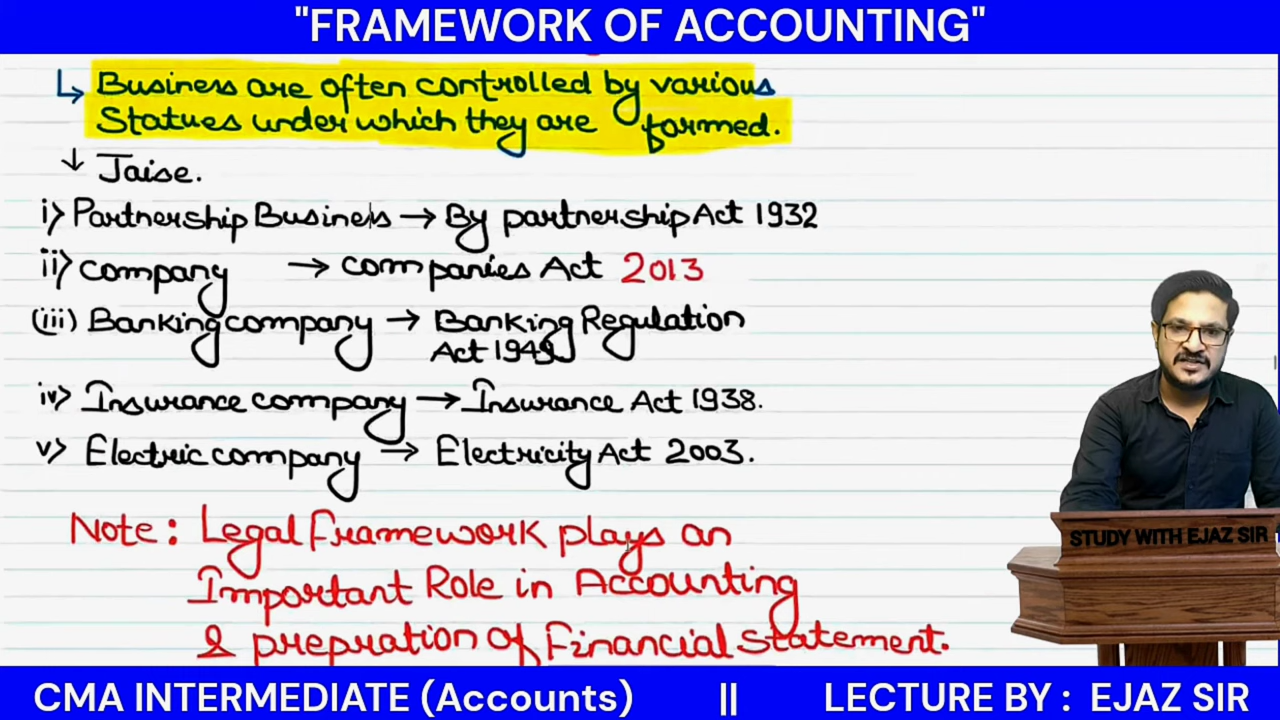 "FRAMEWORK OF ACCOUNTING"
↳ Business are often controlled by various
Statues under which they are formed.
↓ Jaise.
i) Partnership Business → By partnership Act 1932
ii) company → companies Act 2013
(iii) Banking company → Banking Regulation
Act 1949
iv) Insurance company → Insurance Act 1938.
v) Electric company → Electricity Act 2003.
Note: Legal framework plays an
Important Role in Accounting
& prepration of Financial Statement.
STUDY WITH EJAZ SIR
CMA INTERMEDIATE (Accounts) || LECTURE BY : EJAZ SIR